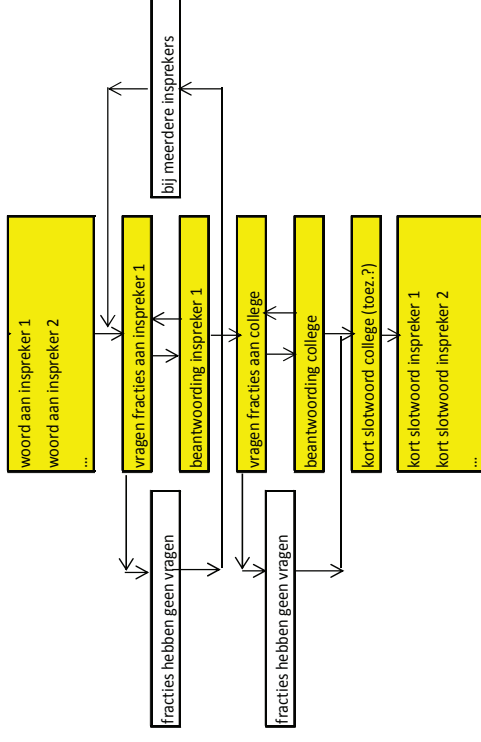 woord aan inspreker 1
woord aan inspreker 2
...
vragen fracties aan inspreker 1
beantwoording inspreker 1
bij meerdere insprekers
fracties hebben geen vragen
vragen fracties aan college
beantwoording college
fracties hebben geen vragen
kort slotwoord college (toez.?)
kort slotwoord inspreker 1
kort slotwoord inspreker 2
...